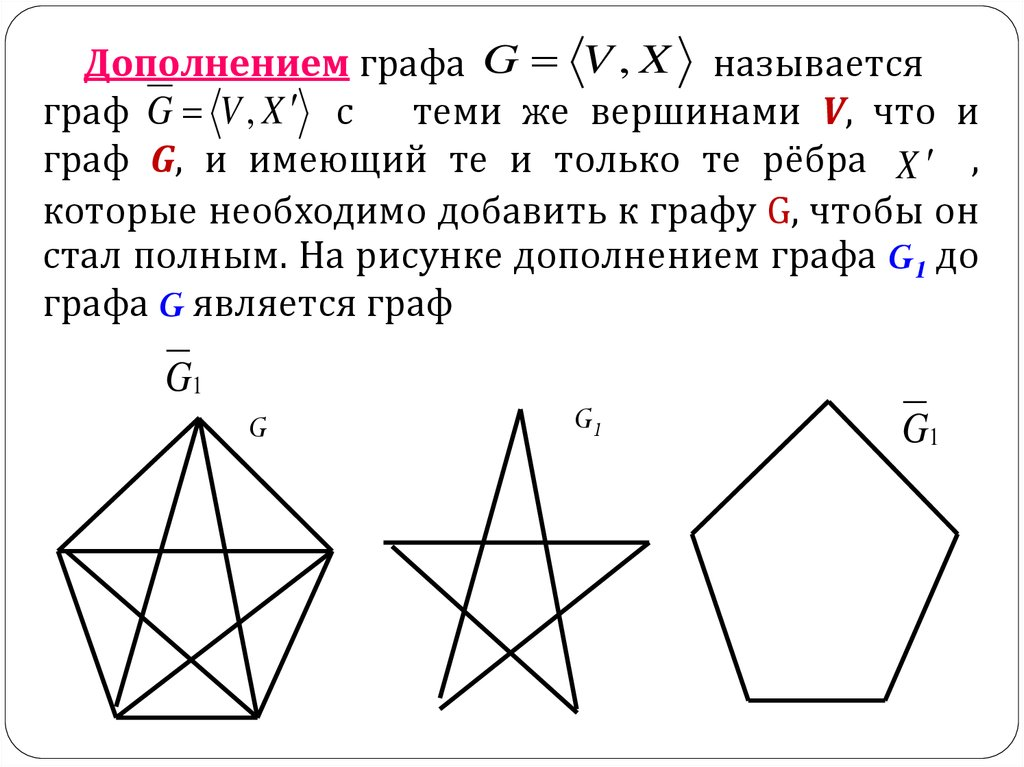 Дополнением графа G = ⟨V, X⟩ называется
граф G̅ = ⟨V, X′⟩ с теми же вершинами V, что и
граф G, и имеющий те и только те рёбра X′ ,
которые необходимо добавить к графу G, чтобы он
стал полным. На рисунке дополнением графа G₁ до
графа G является граф
G̅₁
G
G₁
G̅₁